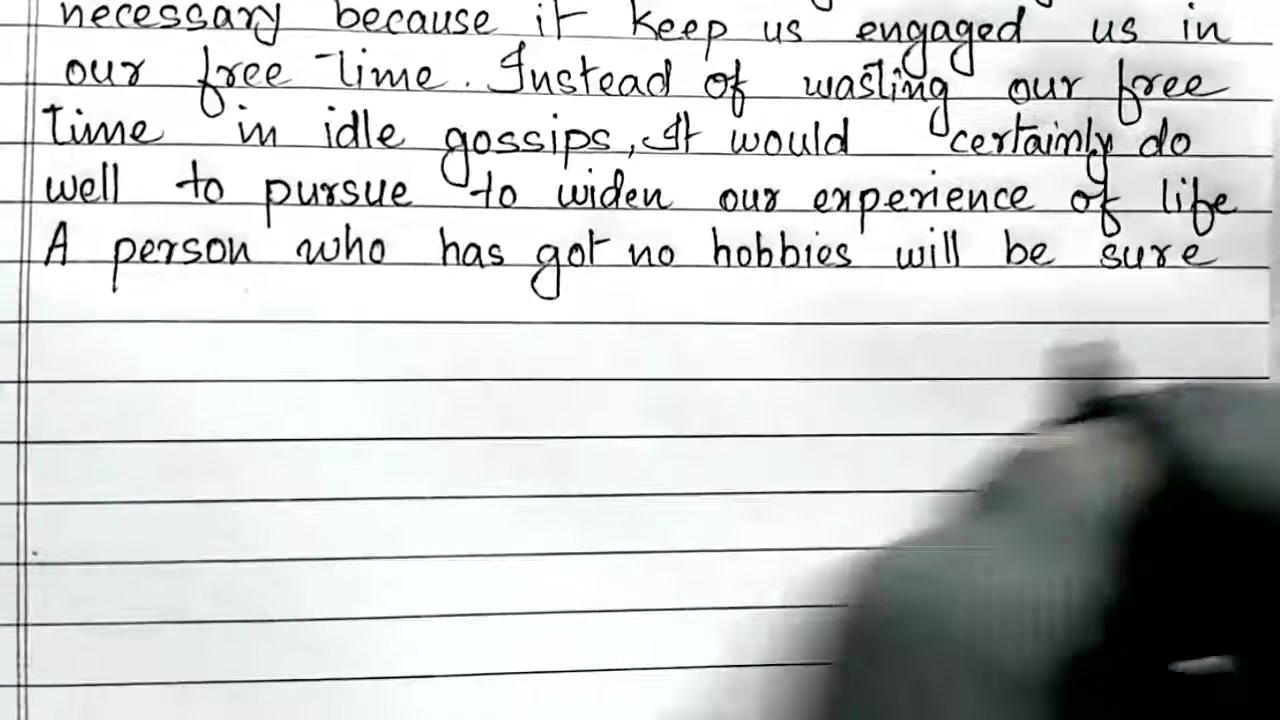 necessary because it keep us engaged us in
our free time. Instead of wasting our free
time in idle gossips, It would certainly do
well to pursue to widen our experience of life
A person who has got no hobbies will be sure